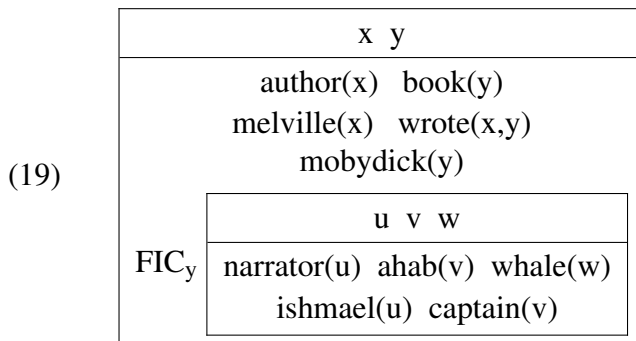 x y
author(x) book(y)
melville(x) wrote(x,y)
mobydick(y)
(19)
u v w
FICy narrator(u) ahab(v) whale(w)
ishmael(u) captain(v)